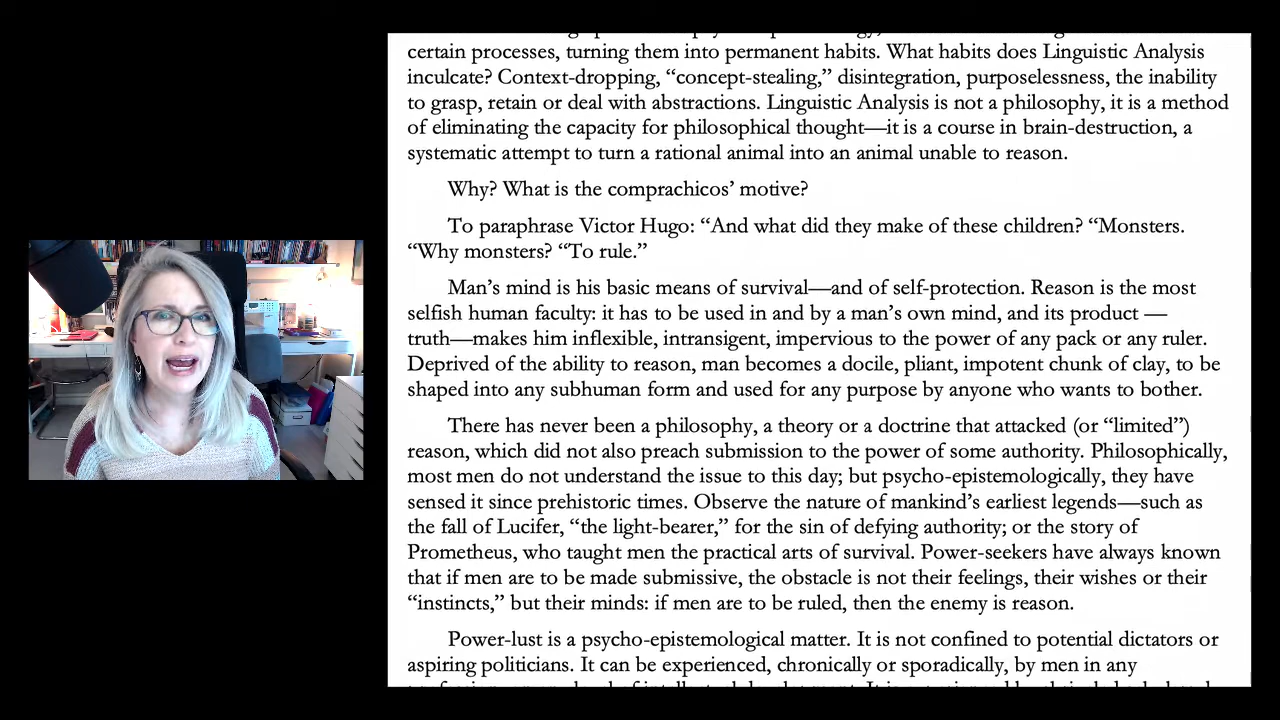 certain processes, turning them into permanent habits. What habits does Linguistic Analysis
inculcate? Context-dropping, “concept-stealing,” disintegration, purposelessness, the inability
to grasp, retain or deal with abstractions. Linguistic Analysis is not a philosophy, it is a method
of eliminating the capacity for philosophical thought—it is a course in brain-destruction, a
systematic attempt to turn a rational animal into an animal unable to reason.
Why? What is the comprachicos’ motive?
To paraphrase Victor Hugo: “And what did they make of these children? “Monsters.
“Why monsters? “To rule.”
Man’s mind is his basic means of survival—and of self-protection. Reason is the most
selfish human faculty: it has to be used in and by a man’s own mind, and its product —
truth—makes him inflexible, intransigent, impervious to the power of any pack or any ruler.
Deprived of the ability to reason, man becomes a docile, pliant, impotent chunk of clay, to be
shaped into any subhuman form and used for any purpose by anyone who wants to bother.
There has never been a philosophy, a theory or a doctrine that attacked (or “limited”)
reason, which did not also preach submission to the power of some authority. Philosophically,
most men do not understand the issue to this day; but psycho-epistemologically, they have
sensed it since prehistoric times. Observe the nature of mankind’s earliest legends—such as
the fall of Lucifer, “the light-bearer,” for the sin of defying authority; or the story of
Prometheus, who taught men the practical arts of survival. Power-seekers have always known
that if men are to be made submissive, the obstacle is not their feelings, their wishes or their
“instincts,” but their minds: if men are to be ruled, then the enemy is reason.
Power-lust is a psycho-epistemological matter. It is not confined to potential dictators or
aspiring politicians. It can be experienced, chronically or sporadically, by men in any